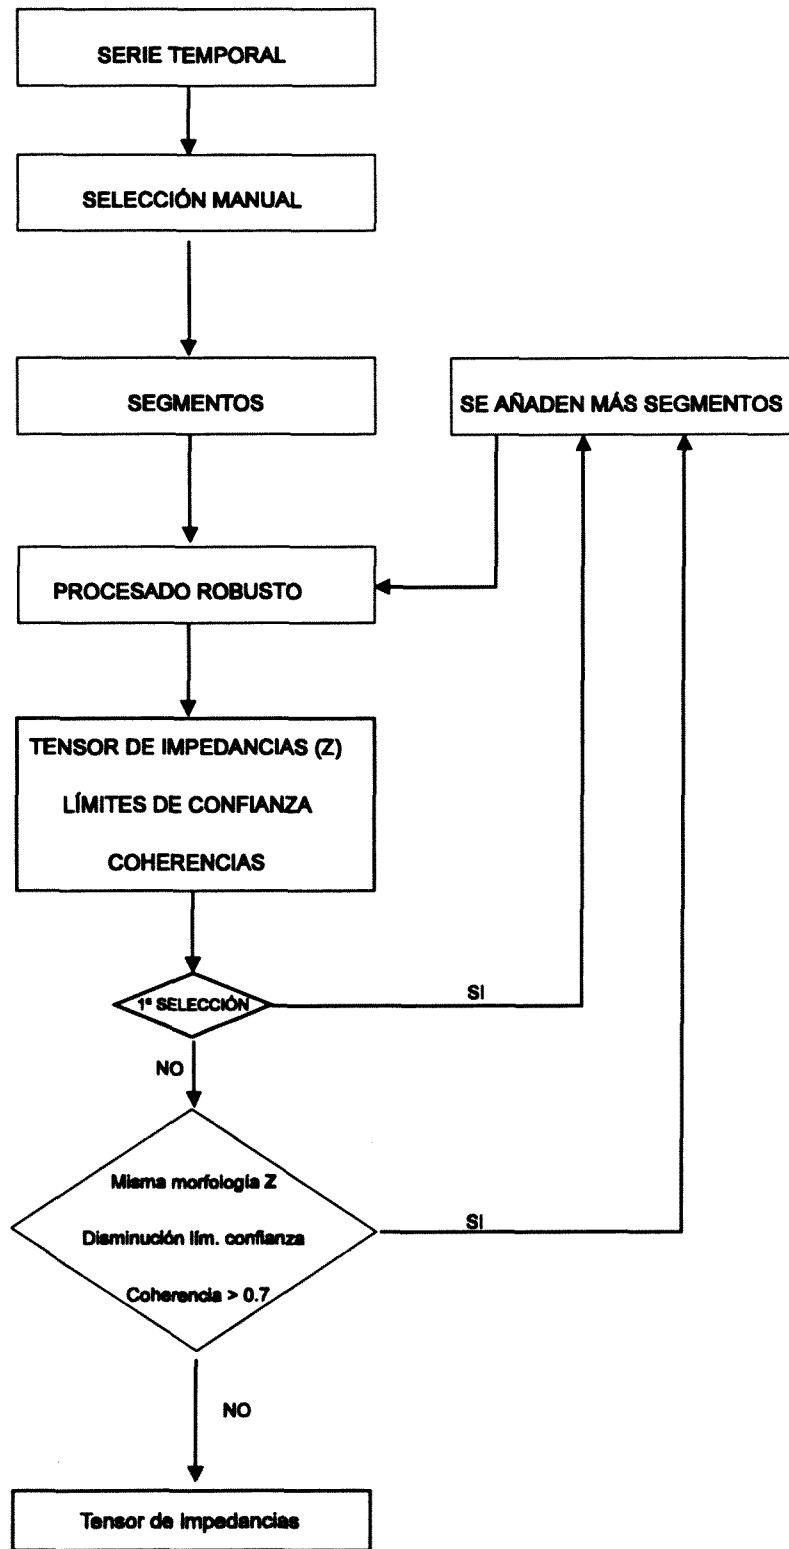 SERIE TEMPORAL
SELECCIÓN MANUAL
SEGMENTOS
SE AÑADEN MÁS SEGMENTOS
PROCESADO ROBUSTO
TENSOR DE IMPEDANCIAS (Z)
LÍMITES DE CONFIANZA
COHERENCIAS
1ª SELECCIÓN
SI
NO
Misma morfología Z
Disminución lím. confianza
Coherencia > 0.7
SI
NO
Tensor de Impedancias